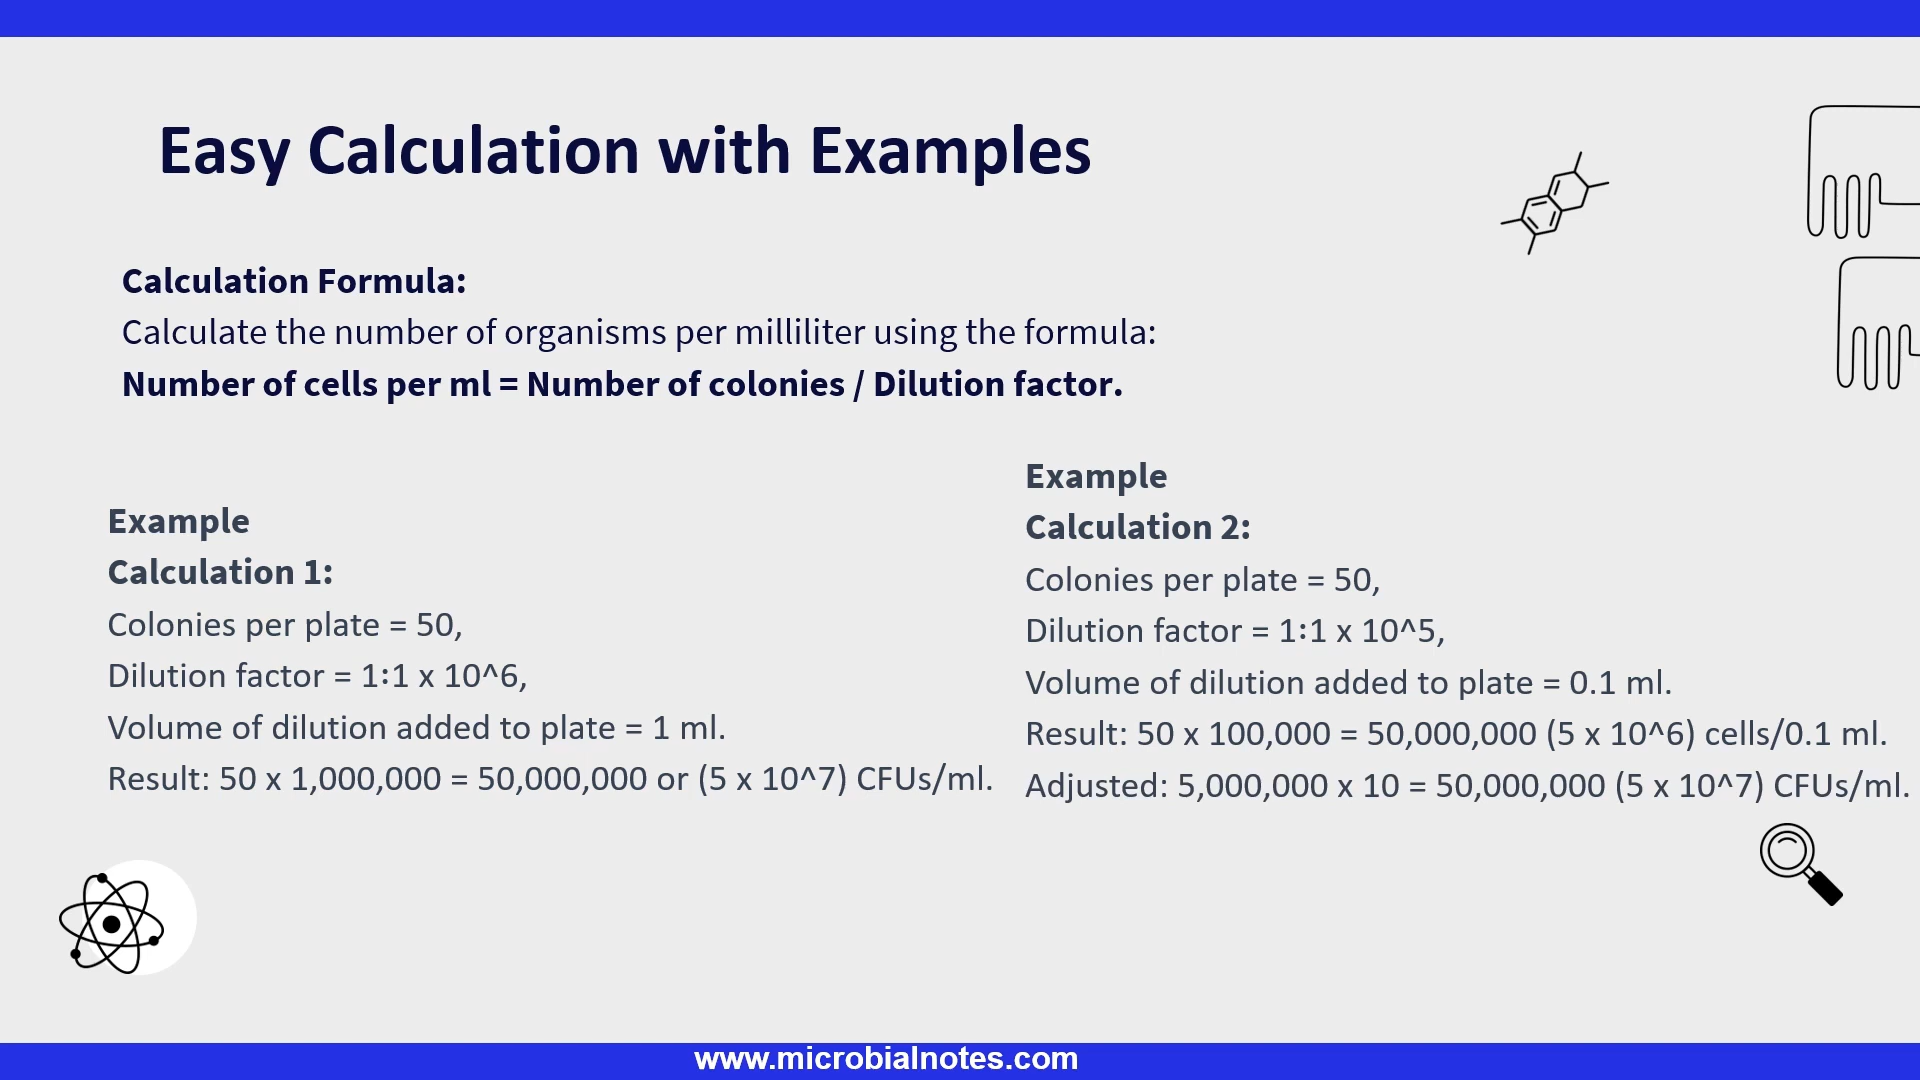 Easy Calculation with Examples
Calculation Formula:
Calculate the number of organisms per milliliter using the formula:
Number of cells per ml = Number of colonies / Dilution factor.
Example
Calculation 1:
Colonies per plate = 50,
Dilution factor = 1:1 x 10^6,
Volume of dilution added to plate = 1 ml.
Result: 50 x 1,000,000 = 50,000,000 or (5 x 10^7) CFUs/ml.
Example
Calculation 2:
Colonies per plate = 50,
Dilution factor = 1:1 x 10^5,
Volume of dilution added to plate = 0.1 ml.
Result: 50 x 100,000 = 50,000,000 (5 x 10^6) cells/0.1 ml.
Adjusted: 5,000,000 x 10 = 50,000,000 (5 x 10^7) CFUs/ml.
www.microbialnotes.com